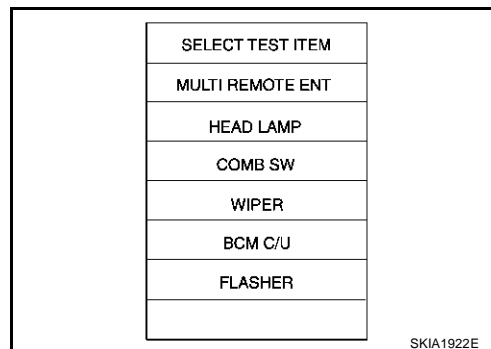 SELECT TEST ITEM
MULTI REMOTE ENT
HEAD LAMP
COMB SW
WIPER
BCM C/U
FLASHER
SKIA1922E